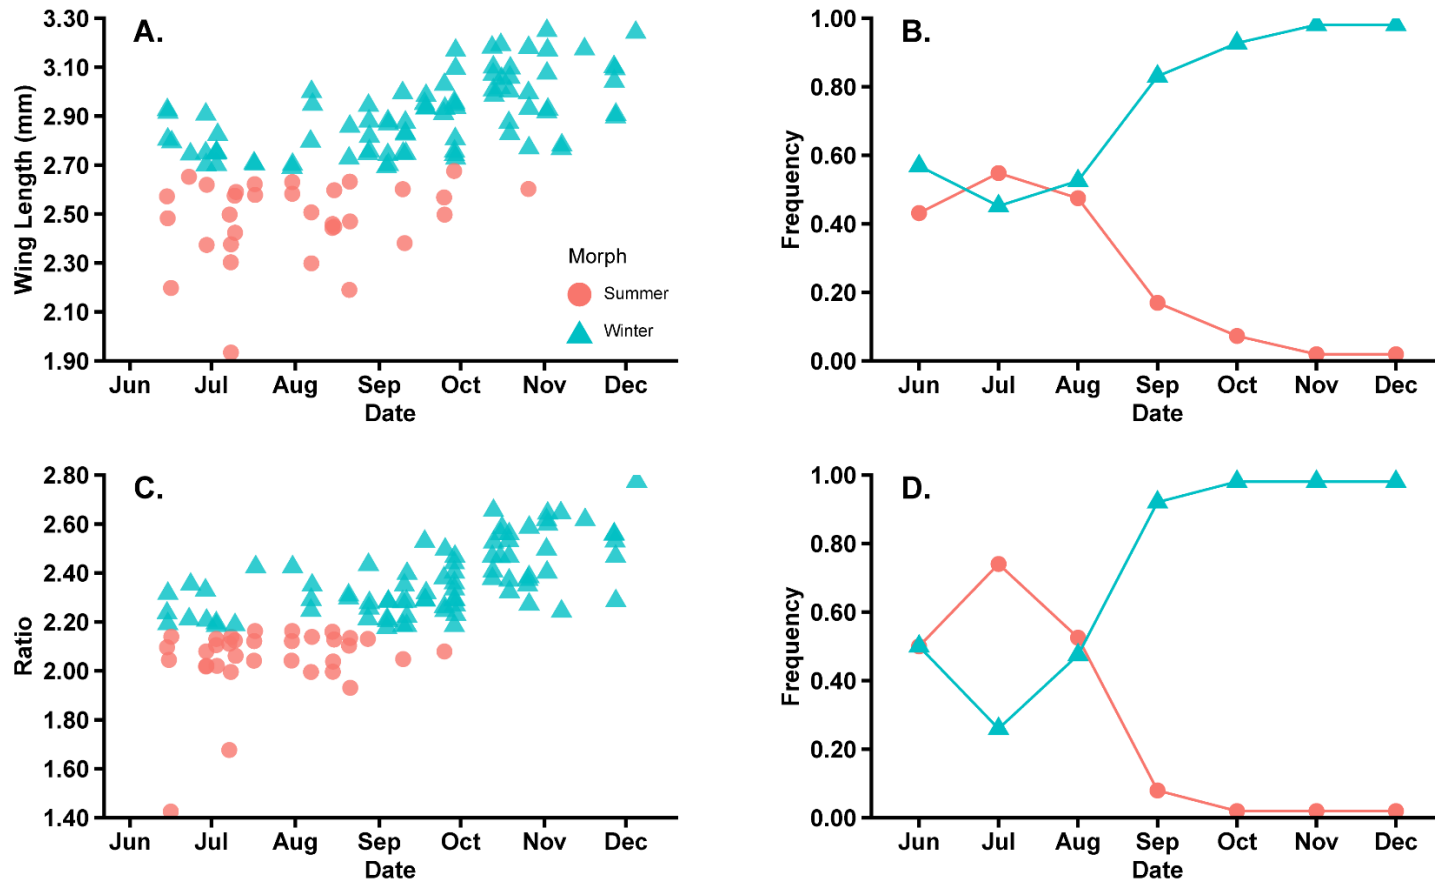 A.
Wing Length (mm)
3.30
3.10
2.90
2.70
2.50
2.30
2.10
1.90
Morph
Summer
Winter
Jun Jul Aug Sep Oct Nov Dec
Date
B.
Frequency
1.00
0.80
0.60
0.40
0.20
0.00
Jun Jul Aug Sep Oct Nov Dec
Date
C.
Ratio
2.80
2.60
2.40
2.20
2.00
1.80
1.60
1.40
Jun Jul Aug Sep Oct Nov Dec
Date
D.
Frequency
1.00
0.80
0.60
0.40
0.20
0.00
Jun Jul Aug Sep Oct Nov Dec
Date